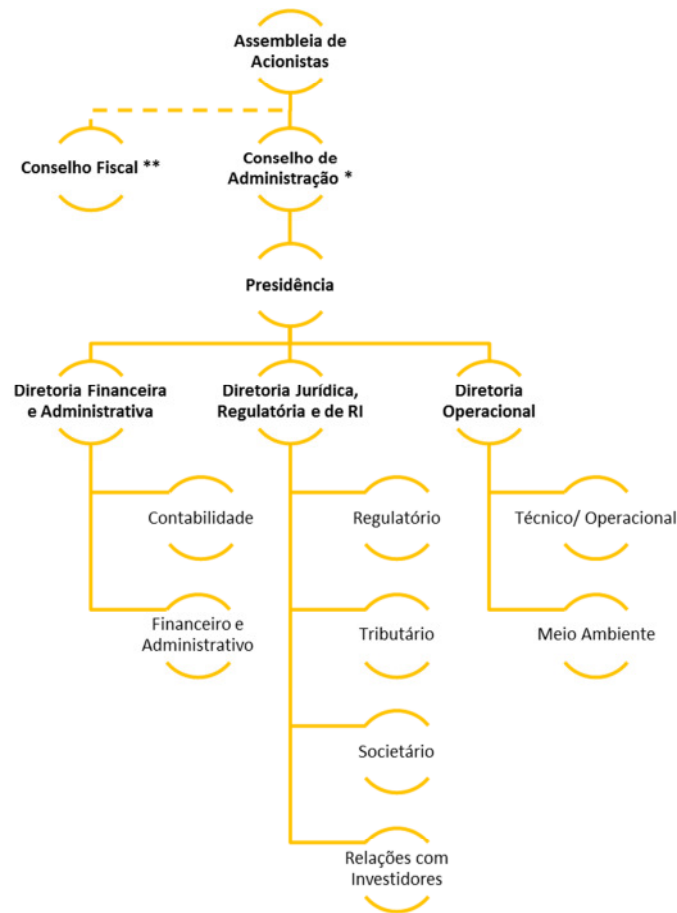 Assembleia de
Acionistas
Conselho Fiscal **
Conselho de
Administração *
Presidência
Diretoria Financeira
e Administrativa
Diretoria Jurídica,
Regulatória e de RI
Diretoria
Operacional
Contabilidade
Regulatório
Técnico/ Operacional
Financeiro e
Administrativo
Tributário
Meio Ambiente
Societário
Relações com
Investidores